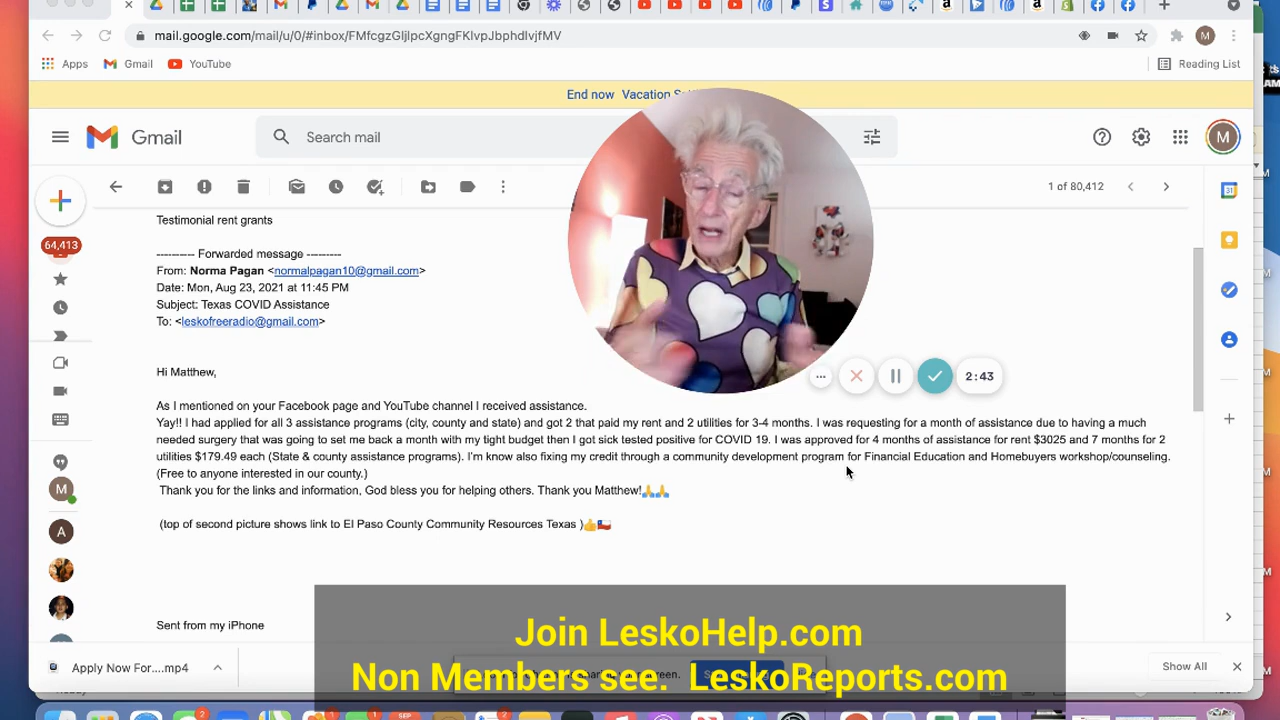 mail.google.com/mail/u/0/#inbox/FMfcgzGljlpcXgngFKlvpJbphdlvjfMV
M
Apps Gmail YouTube Reading List
End now Vacation
Gmail Search mail M
1 of 80,412
64,413
Testimonial rent grants
---------- Forwarded message ---------
From: Norma Pagan <normalpagan10@gmail.com>
Date: Mon, Aug 23, 2021 at 11:45 PM
Subject: Texas COVID Assistance
To: <leskofreeradio@gmail.com>
Hi Matthew,
2:43
As I mentioned on your Facebook page and YouTube channel I received assistance.
Yay!! I had applied for all 3 assistance programs (city, county and state) and got 2 that paid my rent and 2 utilities for 3-4 months. I was requesting for a month of assistance due to having a much
needed surgery that was going to set me back a month with my tight budget then I got sick tested positive for COVID 19. I was approved for 4 months of assistance for rent $3025 and 7 months for 2
utilities $179.49 each (State & county assistance programs). I'm know also fixing my credit through a community development program for Financial Education and Homebuyers workshop/counseling.
(Free to anyone interested in our county.)
Thank you for the links and information, God bless you for helping others. Thank you Matthew!🙏🙏
M
(top of second picture shows link to El Paso County Community Resources Texas )👍🇨🇱
A
Sent from my iPhone
Join LeskoHelp.com
Apply Now For....mp4
Show All
Non Members see. LeskoReports.com